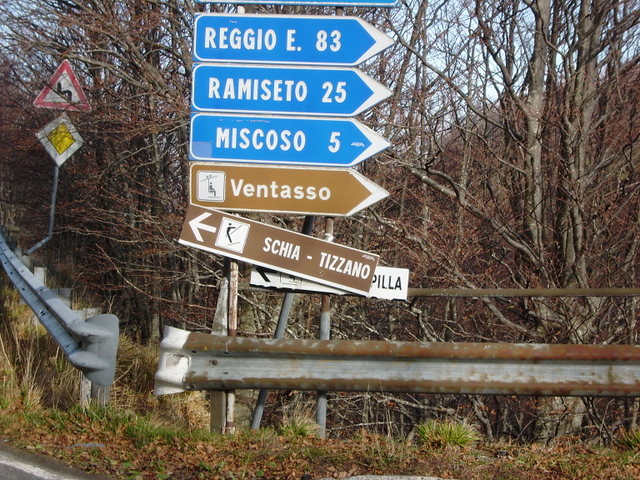 REGGIO E. 83
RAMISETO 25
MISCOSO 5
Ventasso
SCHIA - TIZZANO
PILLA